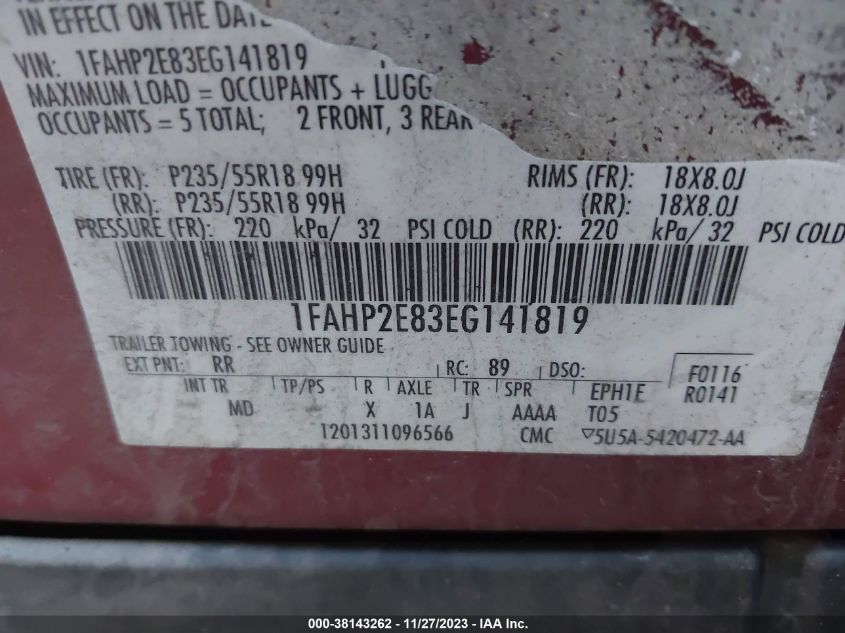 IN EFFECT ON THE DATE
VIN: 1FAHP2E83EG141819
MAXIMUM LOAD = OCCUPANTS + LUGG
OCCUPANTS = 5 TOTAL; 2 FRONT, 3 REAR
TIRE (FR): P235/55R18 99H RIMS (FR): 18X8.0J
(RR): P235/55R18 99H (RR): 18X8.0J
PRESSURE (FR): 220 kPa/ 32 PSI COLD (RR): 220 kPa/ 32 PSI COLD
1FAHP2E83EG141819
TRAILER TOWING - SEE OWNER GUIDE
EXT PNT: RR RC: 89 DSO: F0116
INT TR TP/PS R AXLE TR SPR EPH1E R0141
MD X 1A J AAAA T05
1201311096566 CMC ▽5U5A-5420472-AA
000-38143262 - 11/27/2023 - IAA Inc.